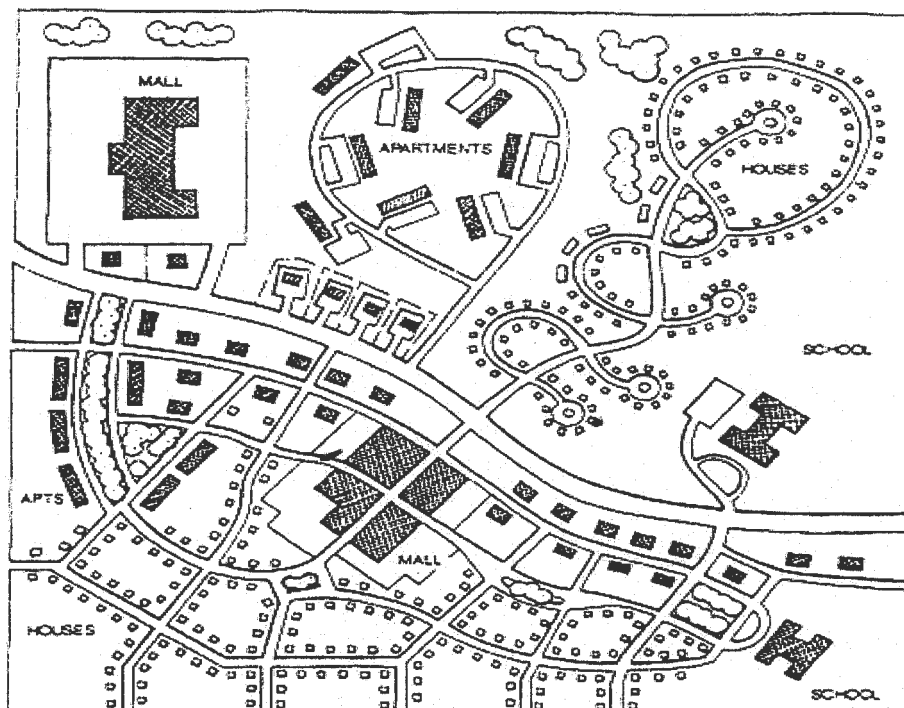 MALL
APARTMENTS
HOUSES
SCHOOL
APTS
MALL
HOUSES
SCHOOL